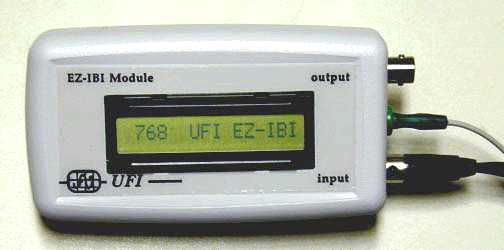 EZ-IBI Module output
768 UFI EZ-IBI
UFI input